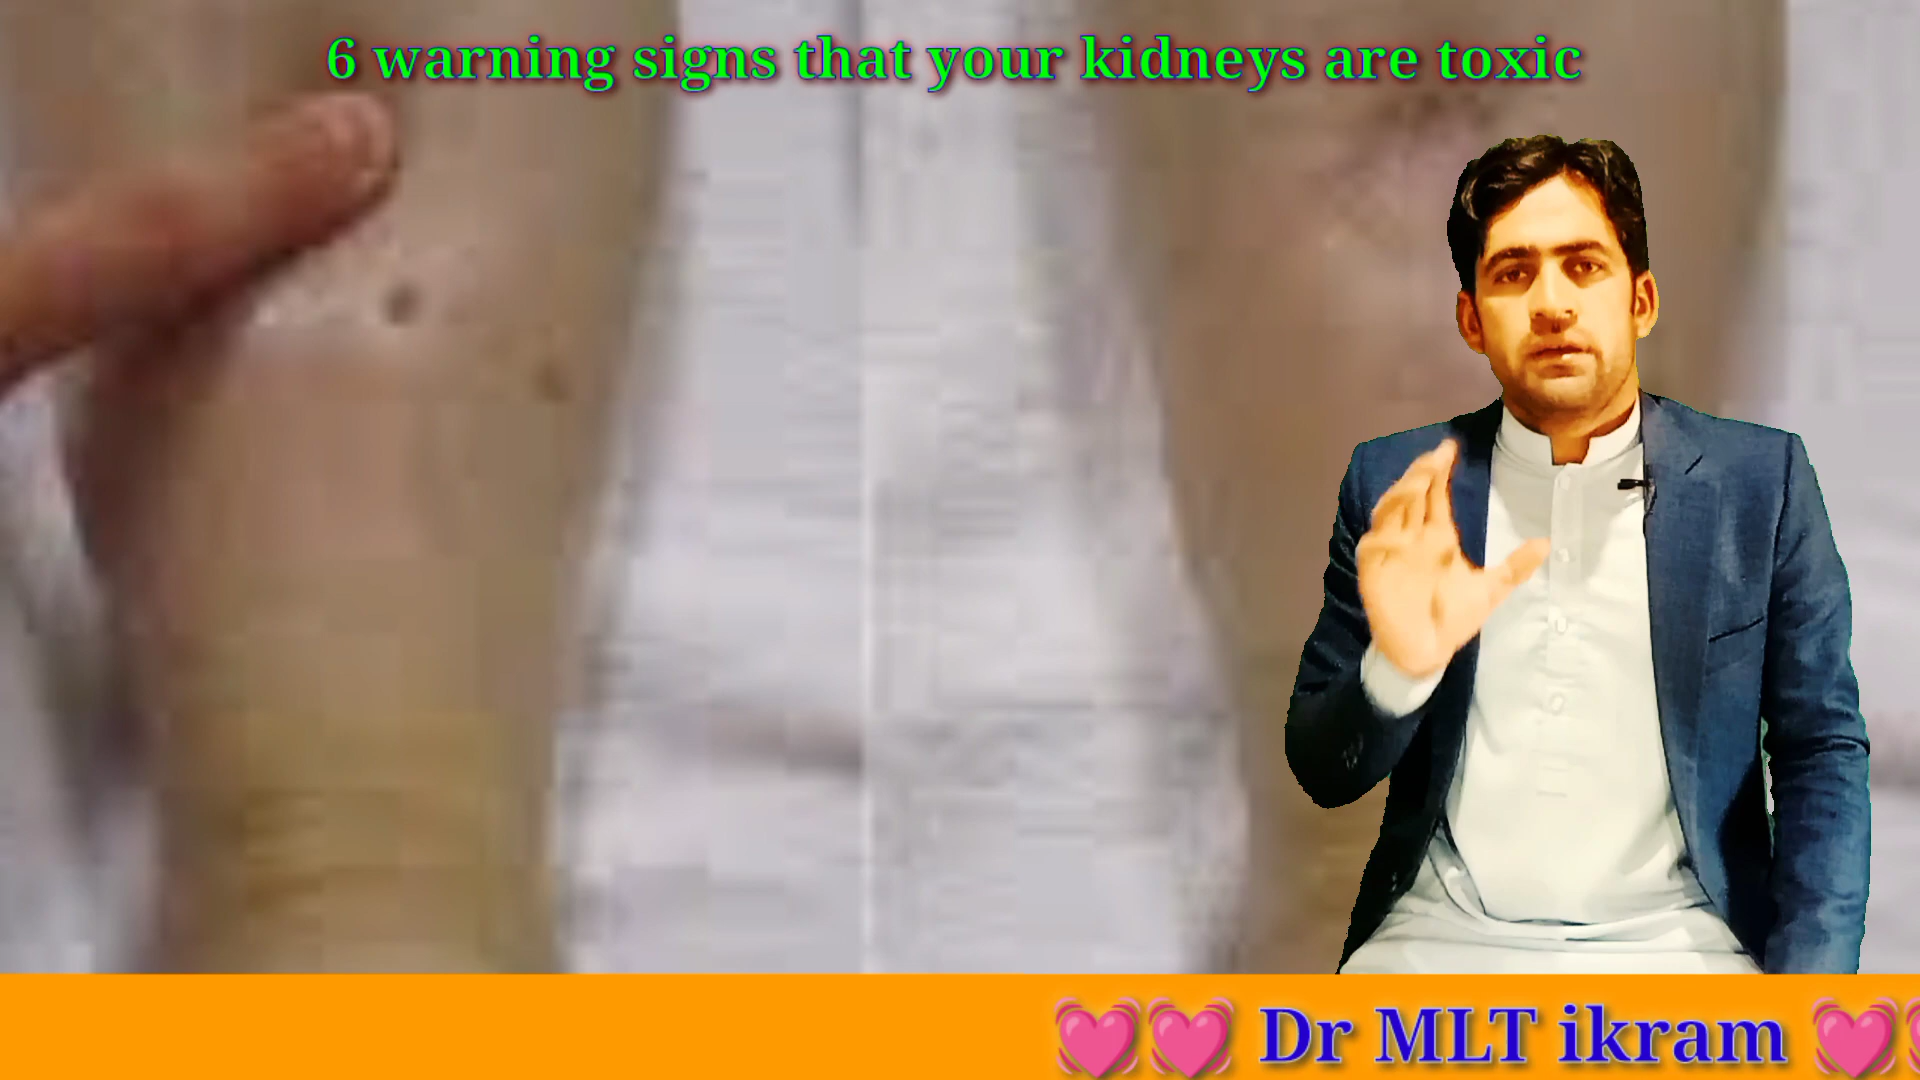 6 warning signs that your kidneys are toxic
💓💓 Dr MLT ikram 💓